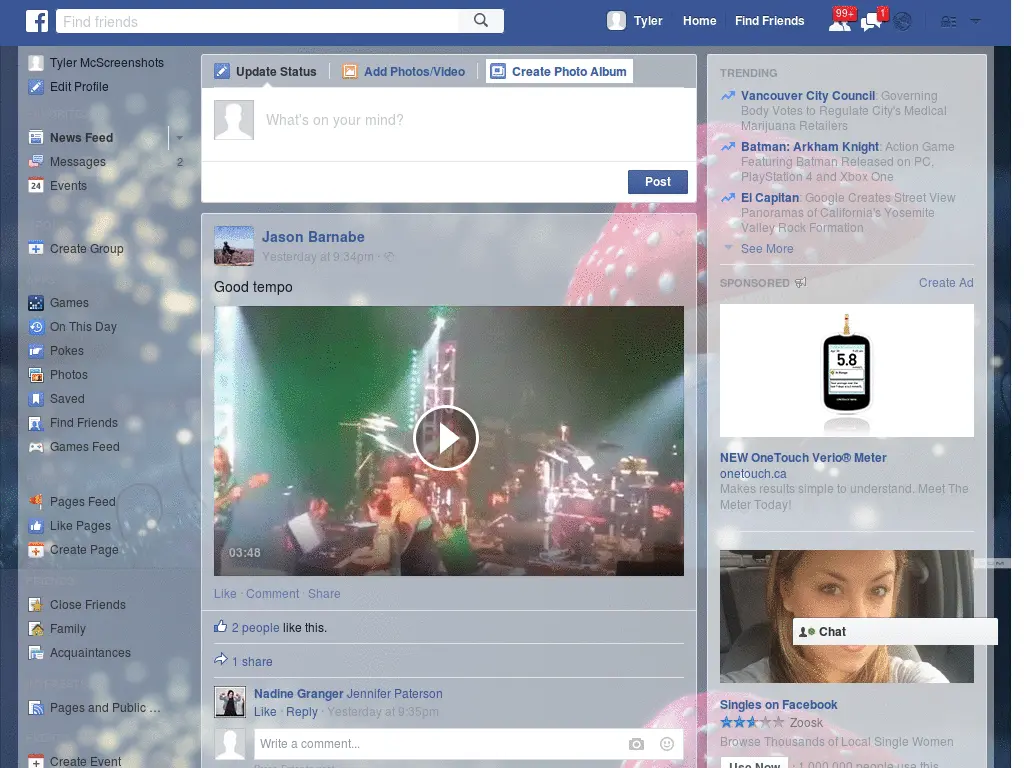 Find friends
Tyler
Home
Find Friends
99+
1
Tyler McScreenshots
Edit Profile
News Feed
Messages
2
24
Events
Create Group
Games
On This Day
Pokes
Photos
Saved
Find Friends
Games Feed
Pages Feed
Like Pages
Create Page
FRIENDS
Close Friends
Family
Acquaintances
Pages and Public ...
Create Event
Update Status
Add Photos/Video
Create Photo Album
What's on your mind?
Post
Jason Barnabe
Yesterday at 9:34pm ·
Good tempo
03:48
Like · Comment · Share
2 people like this.
1 share
Nadine Granger Jennifer Paterson
Like · Reply · Yesterday at 9:35pm
Write a comment...
TRENDING
Vancouver City Council: Governing
Body Votes to Regulate City's Medical
Marijuana Retailers
Batman: Arkham Knight: Action Game
Featuring Batman Released on PC,
PlayStation 4 and Xbox One
El Capitan: Google Creates Street View
Panoramas of California's Yosemite
Valley Rock Formation
See More
SPONSORED
Create Ad
5.8
NEW OneTouch Verio® Meter
onetouch.ca
Makes results simple to understand. Meet The
Meter Today!
Chat
Singles on Facebook
Zoosk
Browse Thousands of Local Single Women
Use Now · 1,000,000 people use this